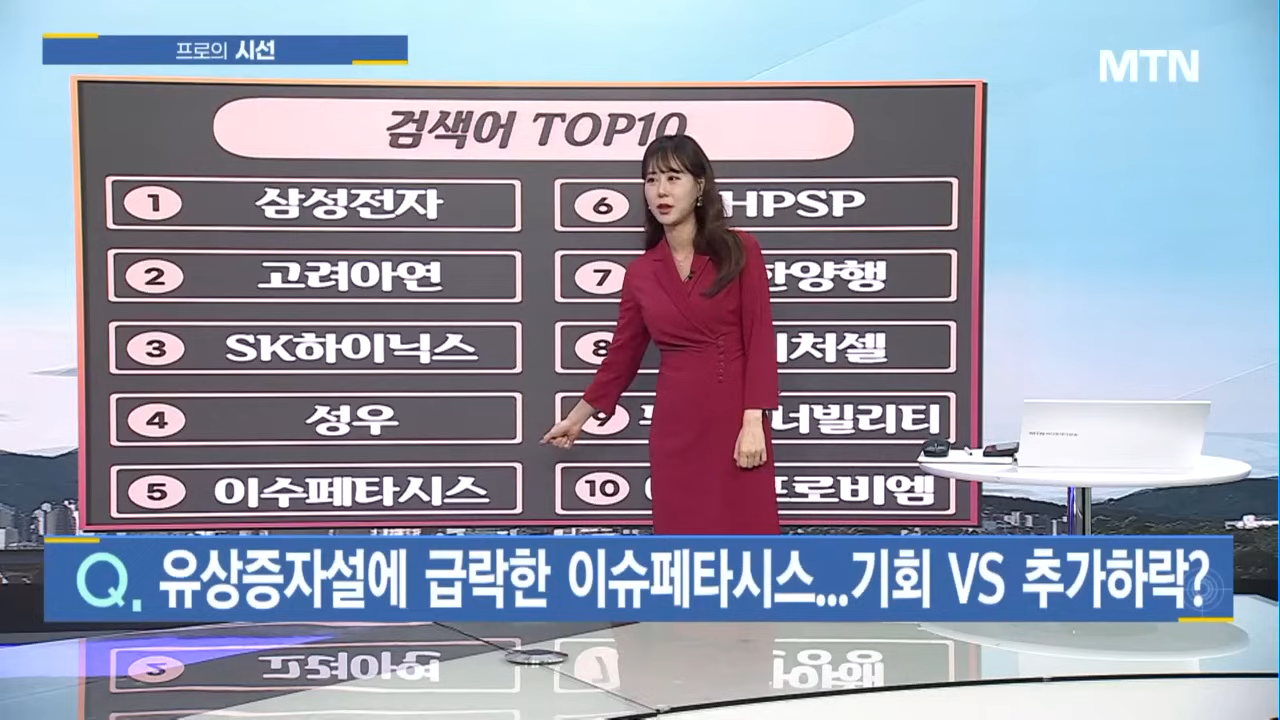 프로의 시선
MTN
검색어 TOP10
1 삼성전자
2 고려아연
3 SK하이닉스
4 성우
5 이수페타시스
6 HPSP
7 한양행
8 처셀
9 너빌리티
10 프로비엠
Q. 유상증자설에 급락한 이슈페타시스...기회 VS 추가하락?